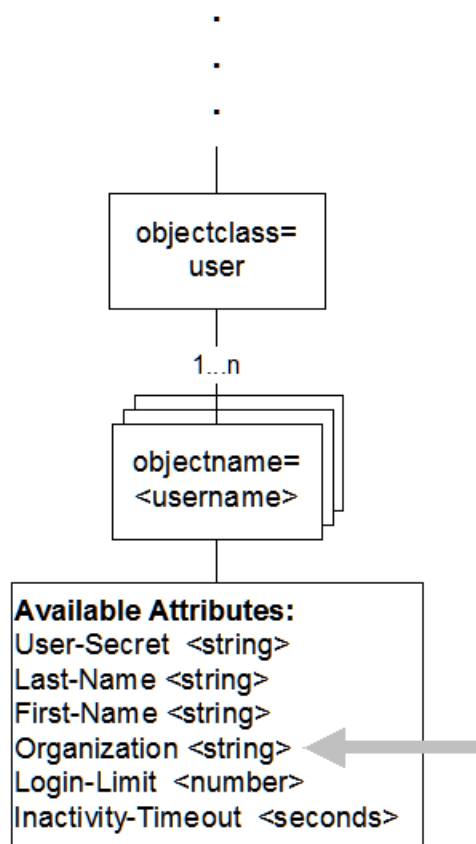 objectclass=
user
1...n
objectname=
<username>
Available Attributes:
User-Secret <string>
Last-Name <string>
First-Name <string>
Organization <string>
Login-Limit <number>
Inactivity-Timeout <seconds>